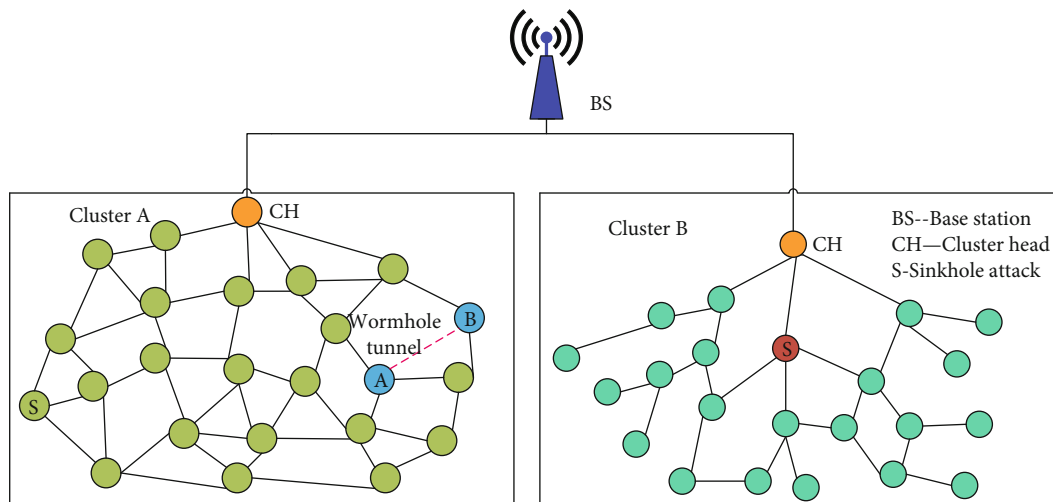 BS
Cluster A
CH
Wormhole
tunnel
B
A
S
Cluster B
CH
BS--Base station
CH—Cluster head
S-Sinkhole attack
S